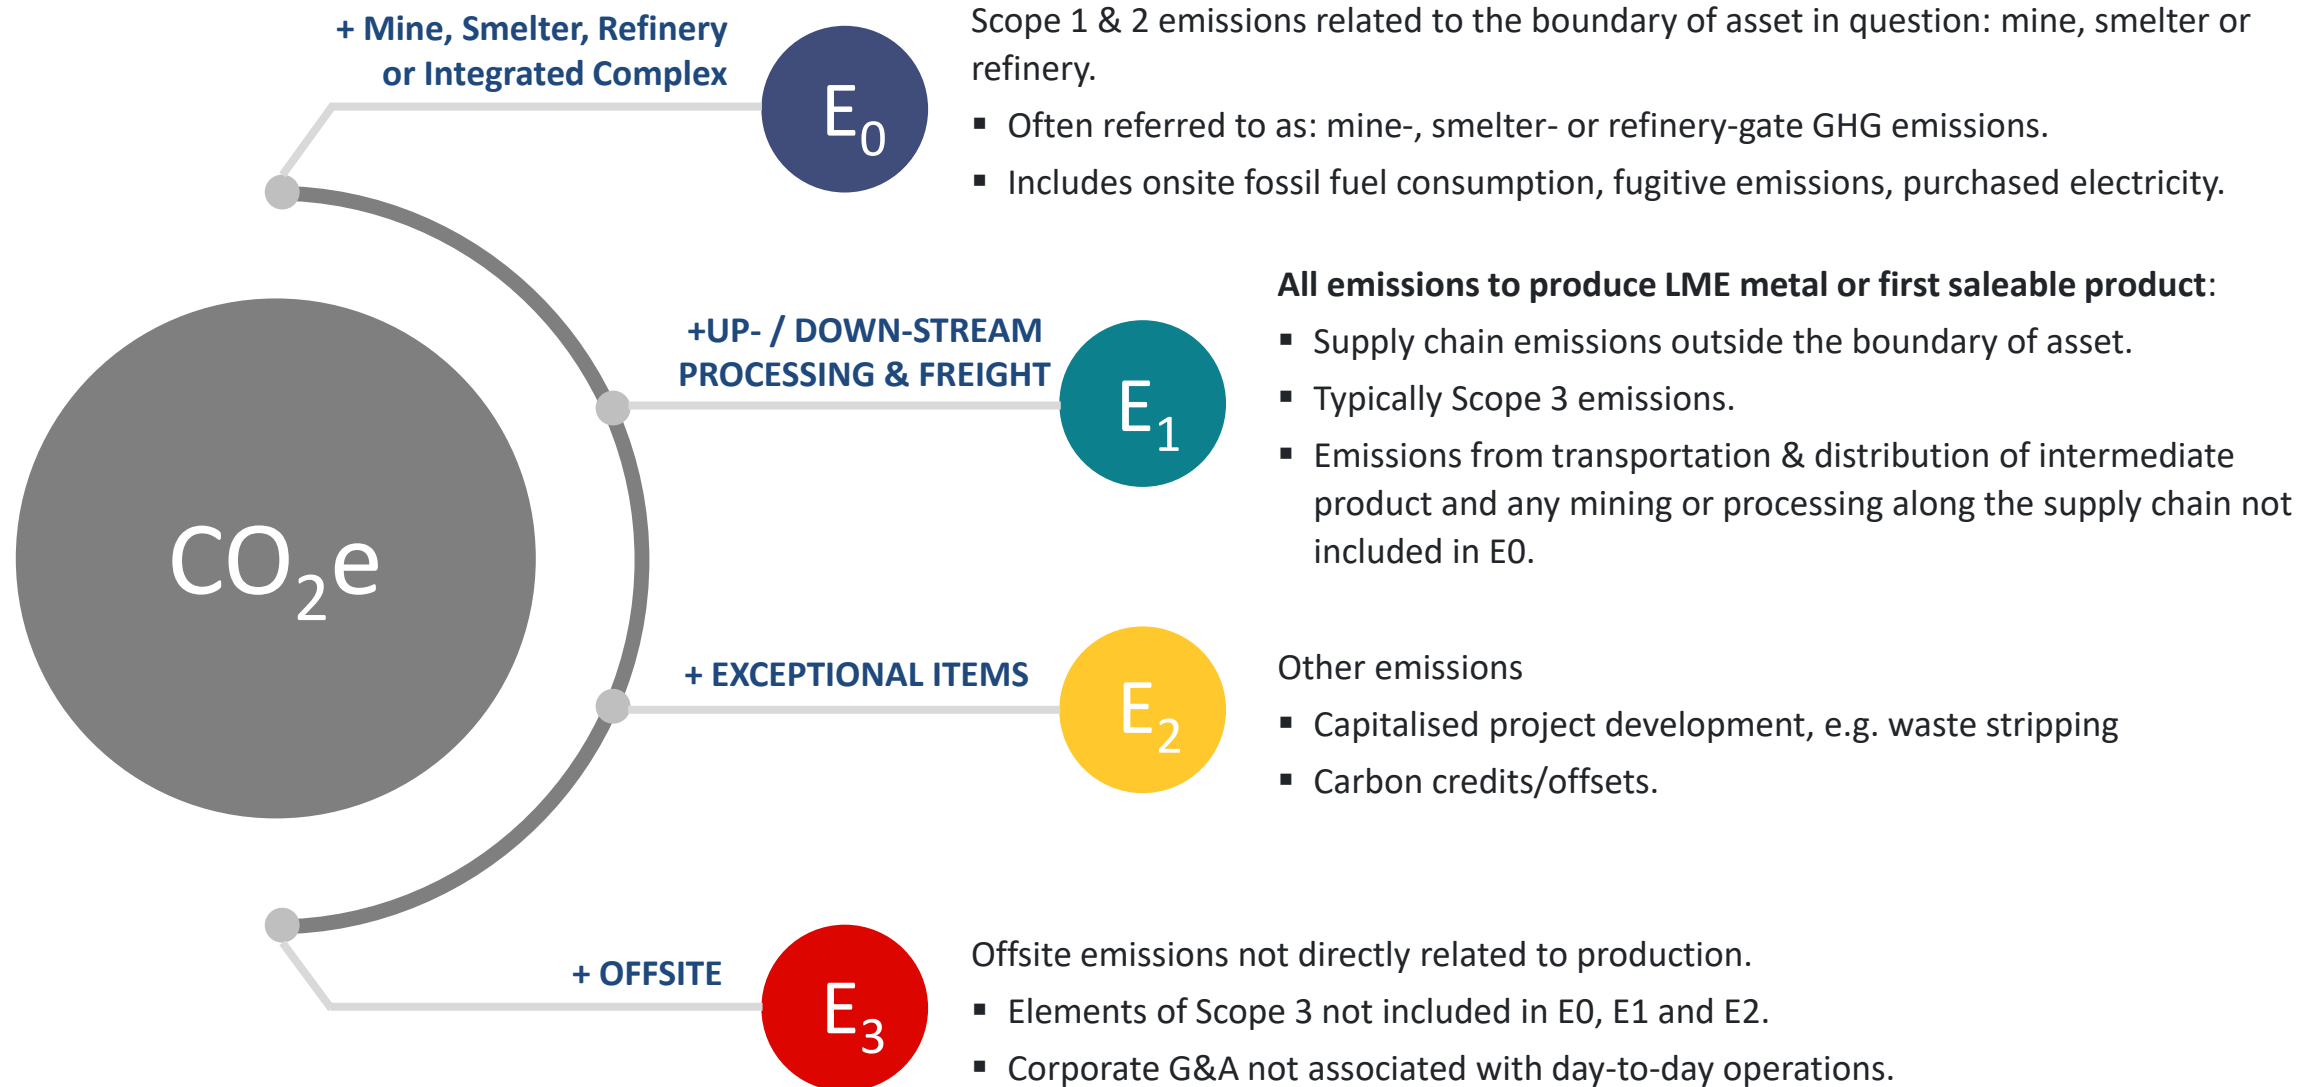 + Mine, Smelter, Refinery
or Integrated Complex
E₀
Scope 1 & 2 emissions related to the boundary of asset in question: mine, smelter or
refinery.
▪ Often referred to as: mine-, smelter- or refinery-gate GHG emissions.
▪ Includes onsite fossil fuel consumption, fugitive emissions, purchased electricity.
+UP- / DOWN-STREAM
PROCESSING & FREIGHT
E₁
All emissions to produce LME metal or first saleable product:
▪ Supply chain emissions outside the boundary of asset.
▪ Typically Scope 3 emissions.
▪ Emissions from transportation & distribution of intermediate
product and any mining or processing along the supply chain not
included in E0.
CO₂e
+ EXCEPTIONAL ITEMS
E₂
Other emissions
▪ Capitalised project development, e.g. waste stripping
▪ Carbon credits/offsets.
+ OFFSITE
E₃
Offsite emissions not directly related to production.
▪ Elements of Scope 3 not included in E0, E1 and E2.
▪ Corporate G&A not associated with day-to-day operations.